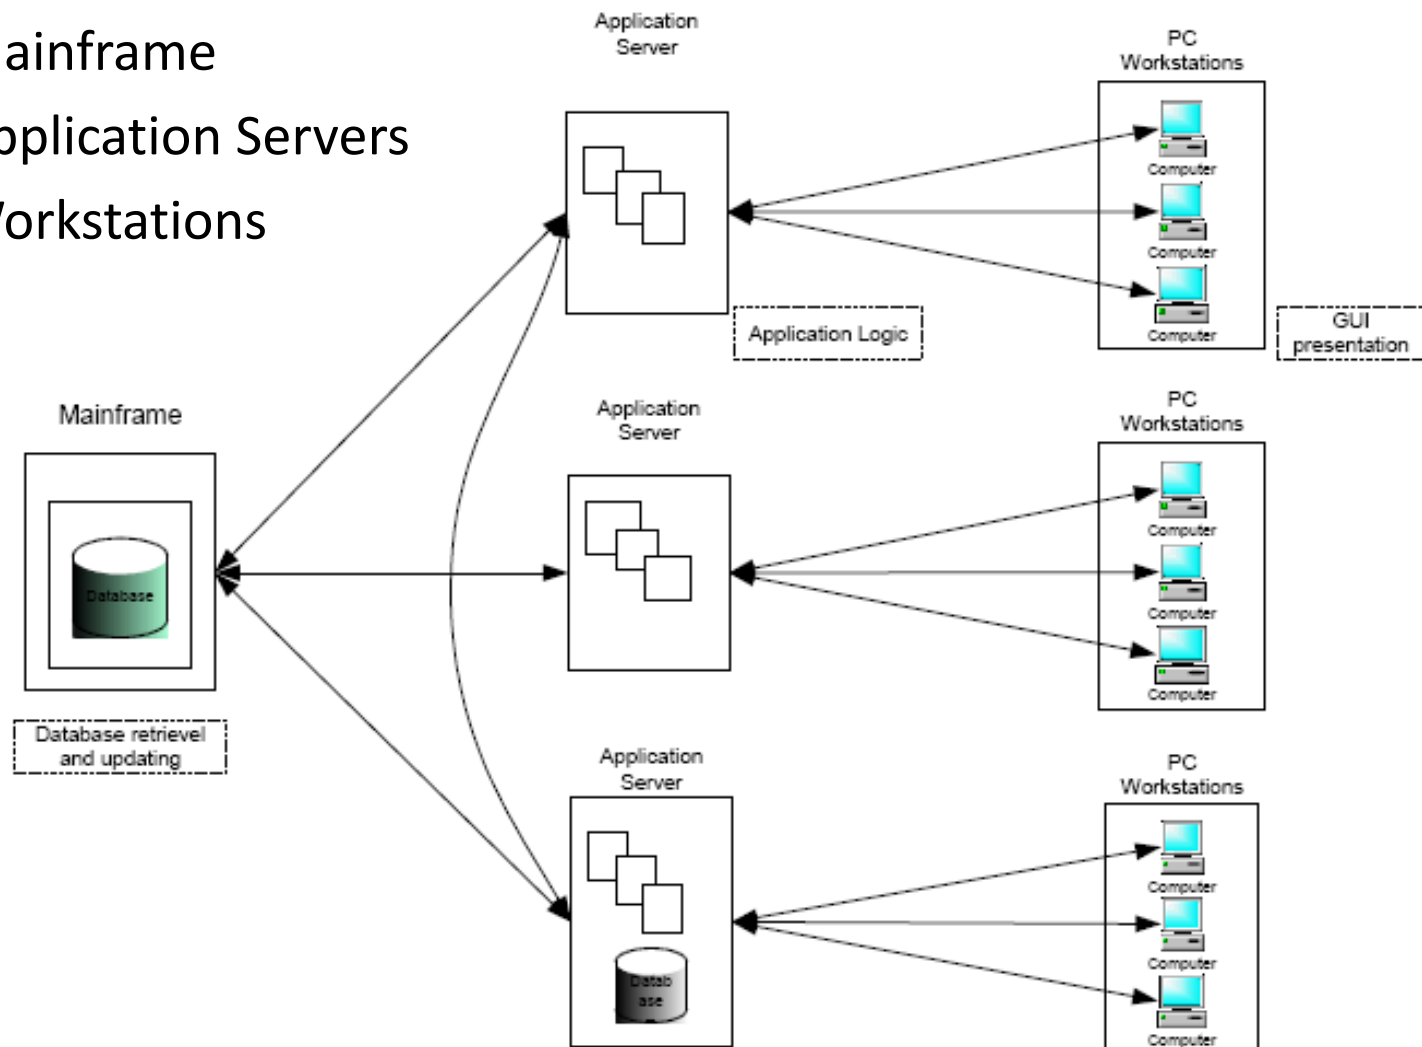 ainframe
pplication Servers
orkstations
Application
Server
PC
Workstations
Computer
Computer
Computer
Application Logic
GUI
presentation
Mainframe
Database
Database retrievel
and updating
Application
Server
PC
Workstations
Computer
Computer
Computer
Application
Server
Datab
ase
PC
Workstations
Computer
Computer
Computer